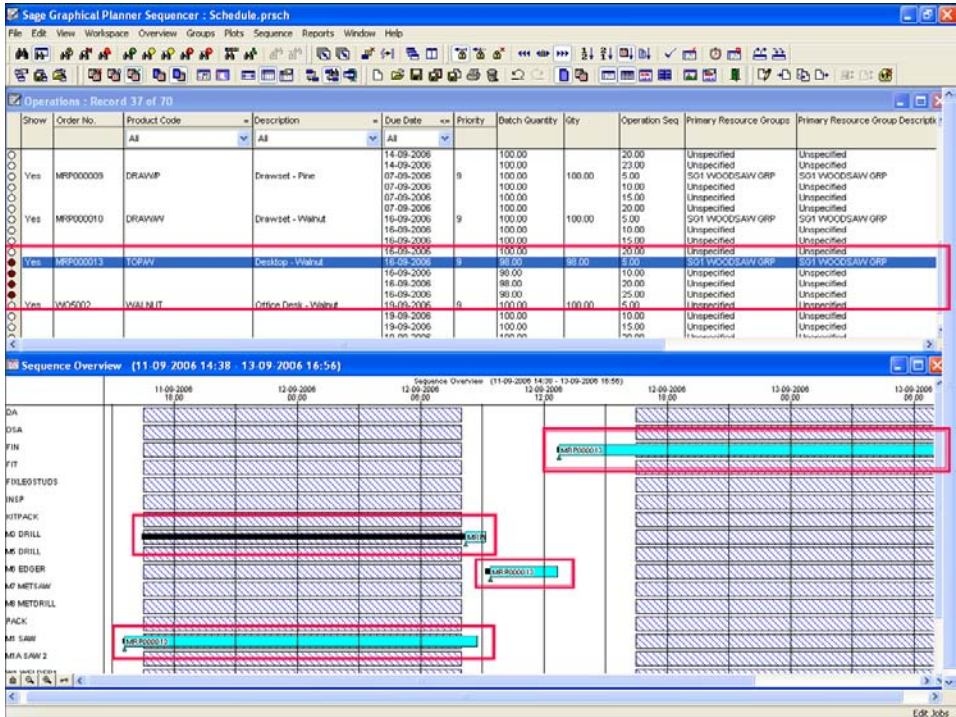 Sage Graphical Planner Sequencer : Schedule.prsch
File Edit View Workspace Overview Groups Plots Sequence Reports Window Help
Operations : Record 37 of 70
Show Order No. Product Code = Description = Due Date <= Priority Batch Quantity Qty Operation Seq Primary Resource Groups Primary Resource Group Descriptic
All All All
14-09-2006 100.00 20.00 Unspecified Unspecified
14-09-2006 100.00 23.00 Unspecified Unspecified
Yes MRP000009 DRAW/P Drawset - Pine 07-09-2006 9 100.00 100.00 5.00 SG1 WOODSAW GRP SG1 WOODSAW GRP
07-09-2006 100.00 10.00 Unspecified Unspecified
07-09-2006 100.00 15.00 Unspecified Unspecified
07-09-2006 100.00 20.00 Unspecified Unspecified
Yes MRP000010 DRAW/W Drawset - Walnut 16-09-2006 9 100.00 100.00 5.00 SG1 WOODSAW GRP SG1 WOODSAW GRP
16-09-2006 100.00 10.00 Unspecified Unspecified
16-09-2006 100.00 15.00 Unspecified Unspecified
16-09-2006 100.00 20.00 Unspecified Unspecified
Yes MRP000013 TOP/W Desktop - Walnut 16-09-2006 9 98.00 98.00 5.00 SG1 WOODSAW GRP SG1 WOODSAW GRP
16-09-2006 98.00 10.00 Unspecified Unspecified
16-09-2006 98.00 20.00 Unspecified Unspecified
16-09-2006 98.00 25.00 Unspecified Unspecified
Yes WO5002 WALNUT Office Desk - Walnut 19-09-2006 9 100.00 100.00 5.00 Unspecified Unspecified
19-09-2006 100.00 10.00 Unspecified Unspecified
19-09-2006 100.00 15.00 Unspecified Unspecified
Sequence Overview (11-09-2006 14:38 - 13-09-2006 16:56)
Sequence Overview (11-09-2006 14:38 - 13-09-2006 16:56)
11-09-2006 12-09-2006 12-09-2006 12-09-2006 12-09-2006 13-09-2006 13-09-2006
18:00 00:00 06:00 12:00 18:00 00:00 06:00
DA
DSA
FIN MRP000013
FIT
FIXLEGSTUDS
INSP
KITPACK
M3 DRILL MRP
M5 DRILL
M6 EDGER MRP000013
M7 METSAW
M8 METDRILL
PACK
M1 SAW MRP000013
M1A SAW 2
Edit Jobs